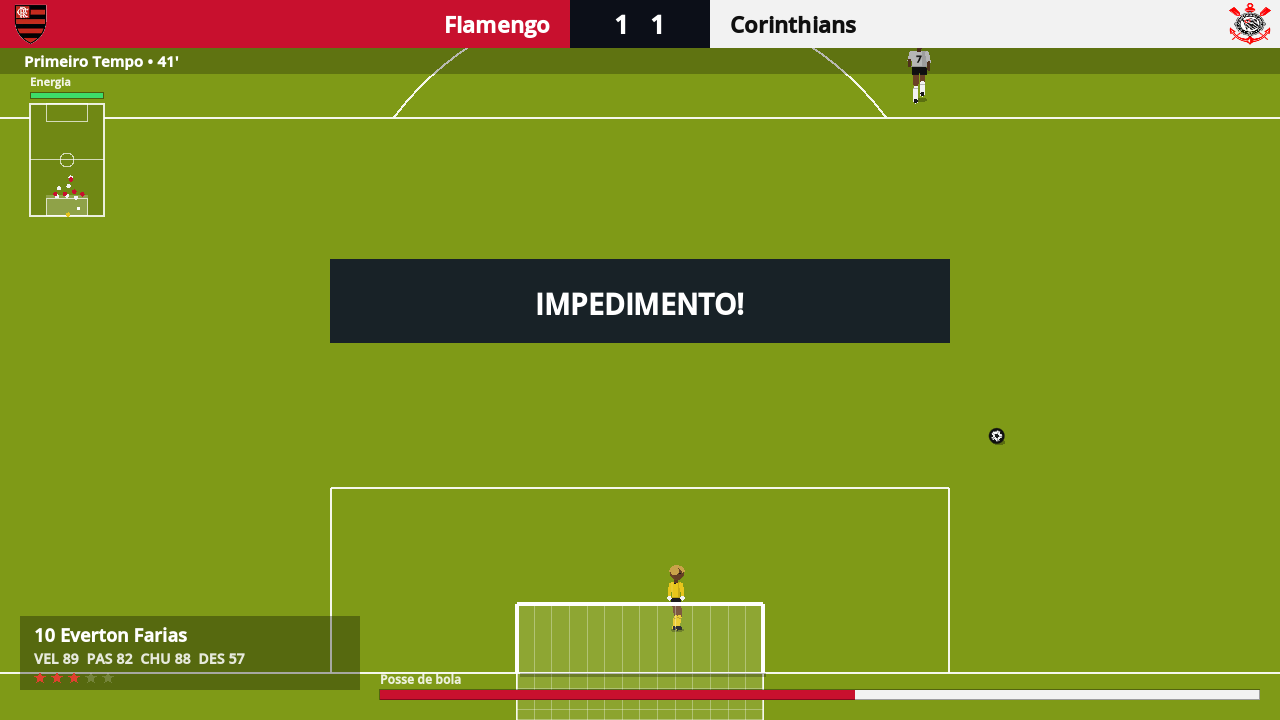 Flamengo 1 1 Corinthians
Primeiro Tempo • 41'
Energia
7
IMPEDIMENTO!
10 Everton Farias
VEL 89 PAS 82 CHU 88 DES 57
Posse de bola